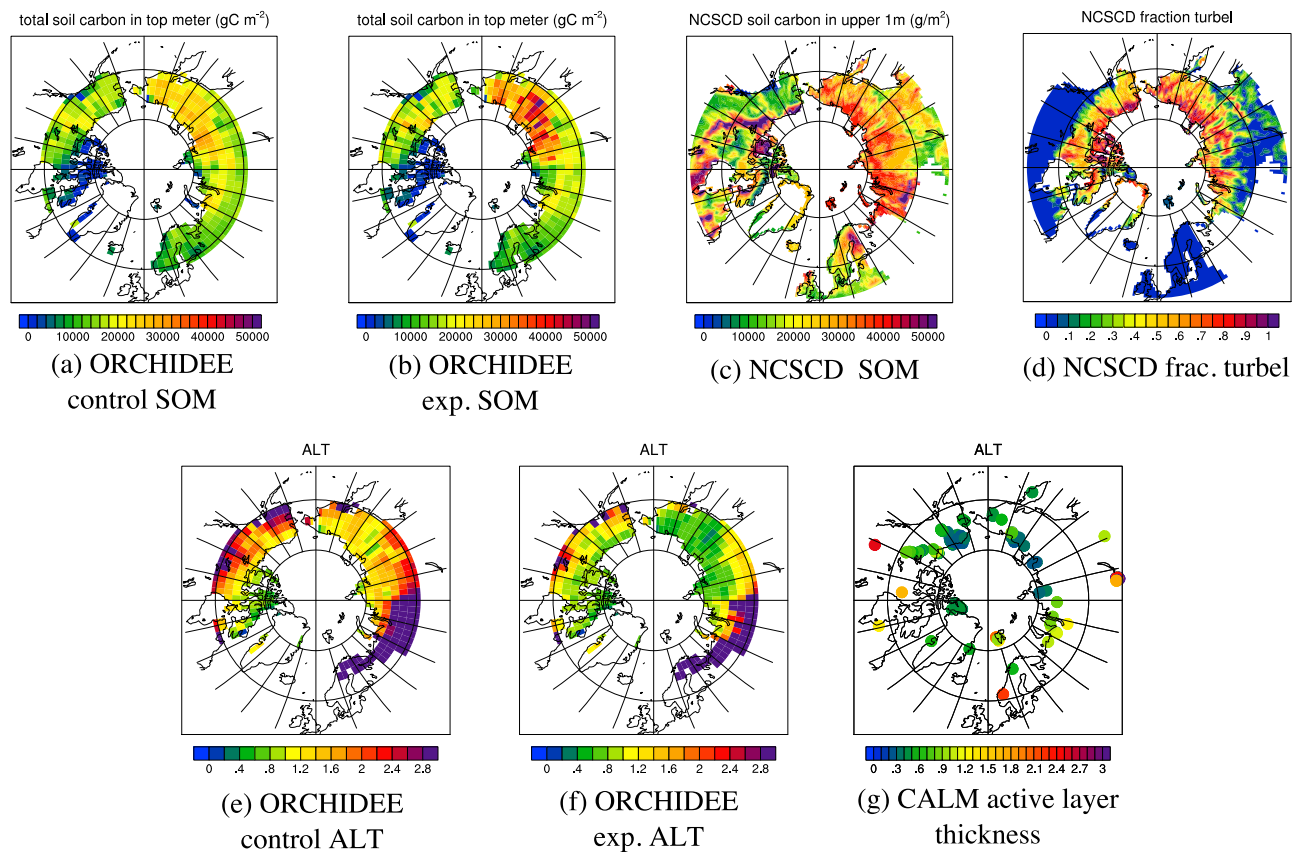 total soil carbon in top meter (gC m⁻²)
total soil carbon in top meter (gC m⁻²)
NCSCD soil carbon in upper 1m (g/m²)
NCSCD fraction turbel
0 10000 20000 30000 40000 50000
0 10000 20000 30000 40000 50000
0 10000 20000 30000 40000 50000
0 .1 .2 .3 .4 .5 .6 .7 .8 .9 1
(a) ORCHIDEE
control SOM
(b) ORCHIDEE
exp. SOM
(c) NCSCD SOM
(d) NCSCD frac. turbel
ALT
ALT
ALT
0 .4 .8 1.2 1.6 2 2.4 2.8
0 .4 .8 1.2 1.6 2 2.4 2.8
0 .3 .6 .9 1.2 1.5 1.8 2.1 2.4 2.7 3
(e) ORCHIDEE
control ALT
(f) ORCHIDEE
exp. ALT
(g) CALM active layer
thickness